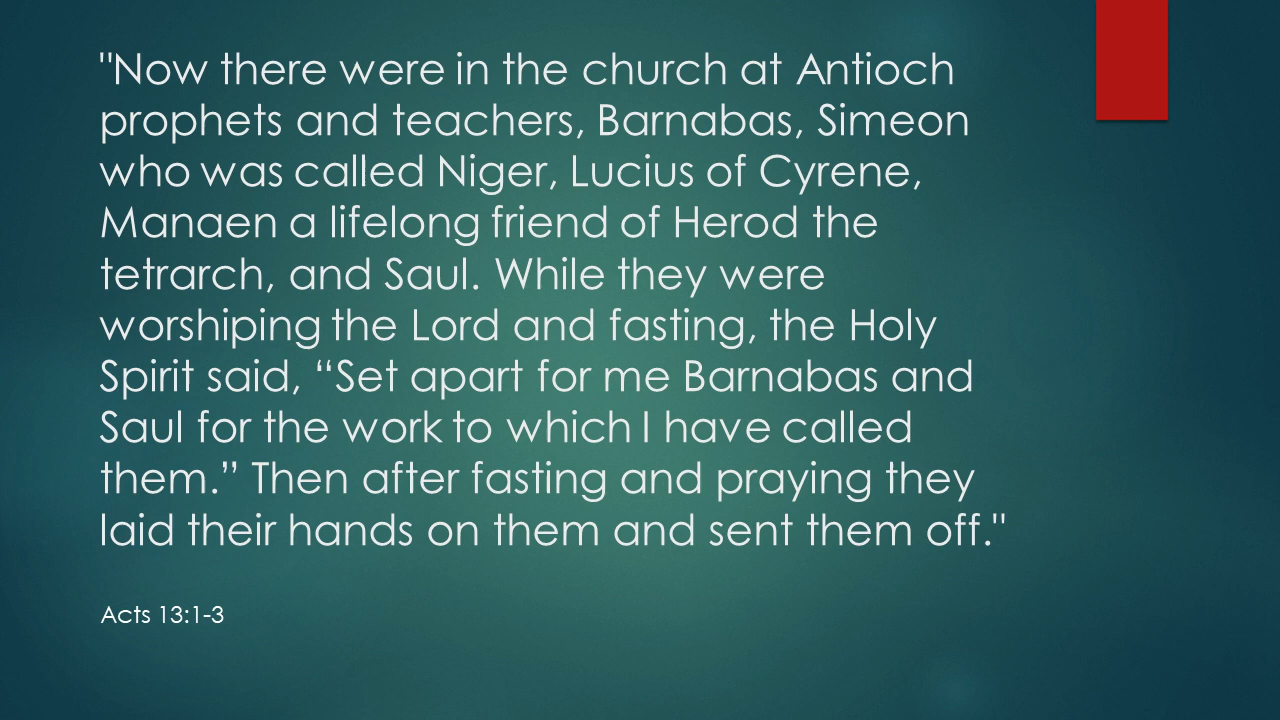 "Now there were in the church at Antioch
prophets and teachers, Barnabas, Simeon
who was called Niger, Lucius of Cyrene,
Manaen a lifelong friend of Herod the
tetrarch, and Saul. While they were
worshiping the Lord and fasting, the Holy
Spirit said, “Set apart for me Barnabas and
Saul for the work to which I have called
them.” Then after fasting and praying they
laid their hands on them and sent them off."
Acts 13:1-3